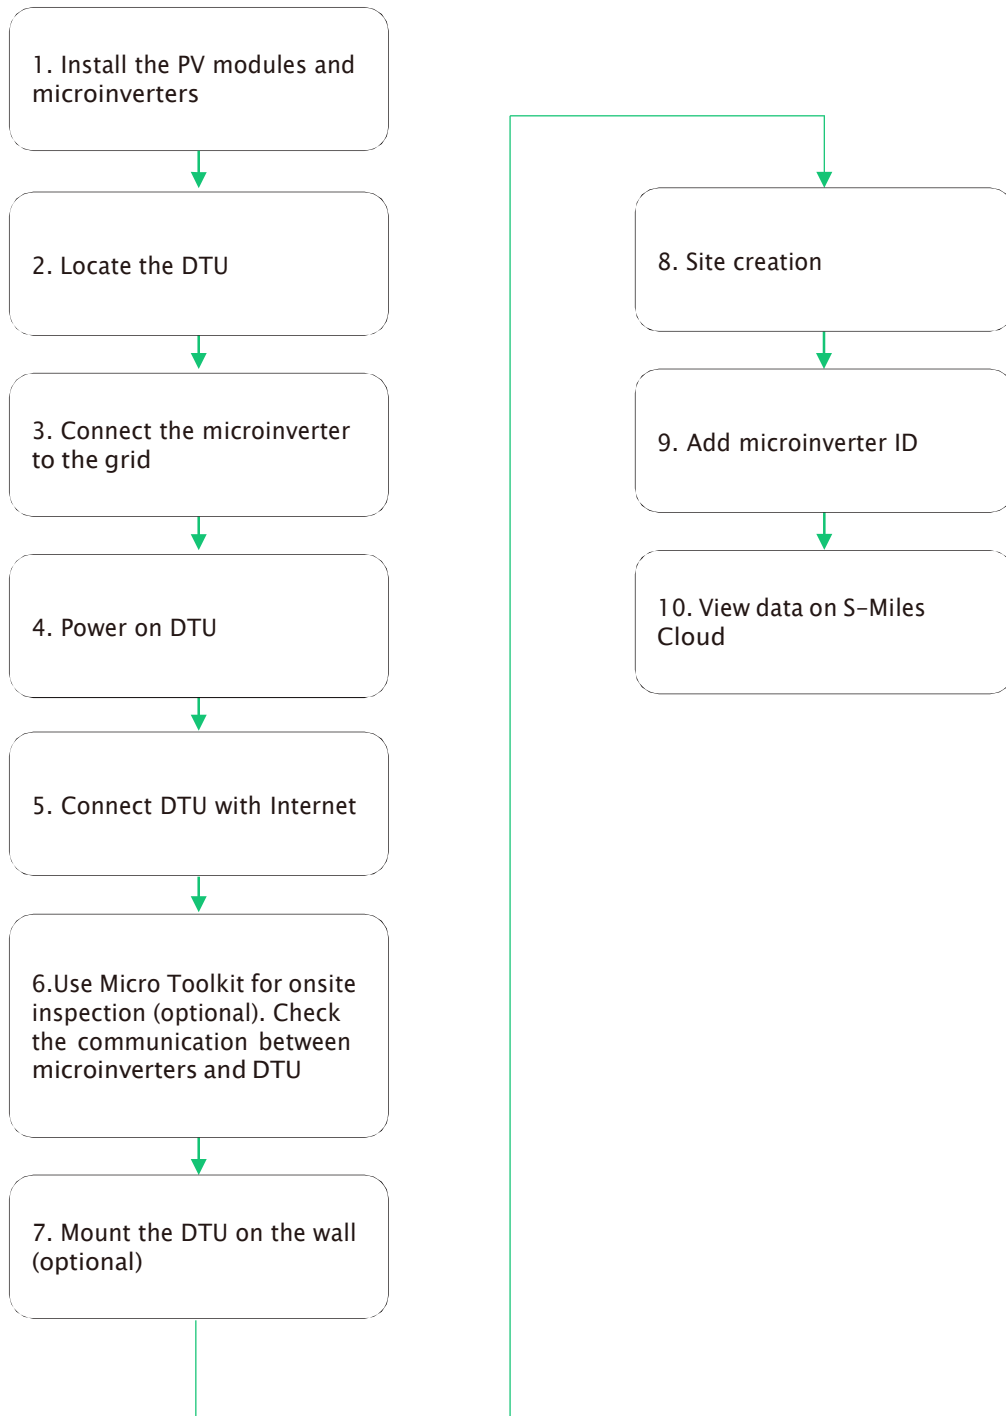 1. Install the PV modules and
microinverters
2. Locate the DTU
3. Connect the microinverter
to the grid
4. Power on DTU
5. Connect DTU with Internet
6.Use Micro Toolkit for onsite
inspection (optional). Check
the communication between
microinverters and DTU
7. Mount the DTU on the wall
(optional)
8. Site creation
9. Add microinverter ID
10. View data on S-Miles
Cloud